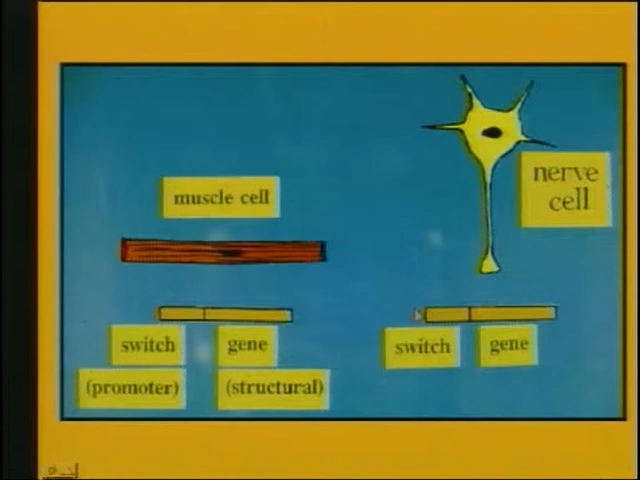 nerve
cell
muscle cell
switch
gene
(promoter)
(structural)
switch
gene